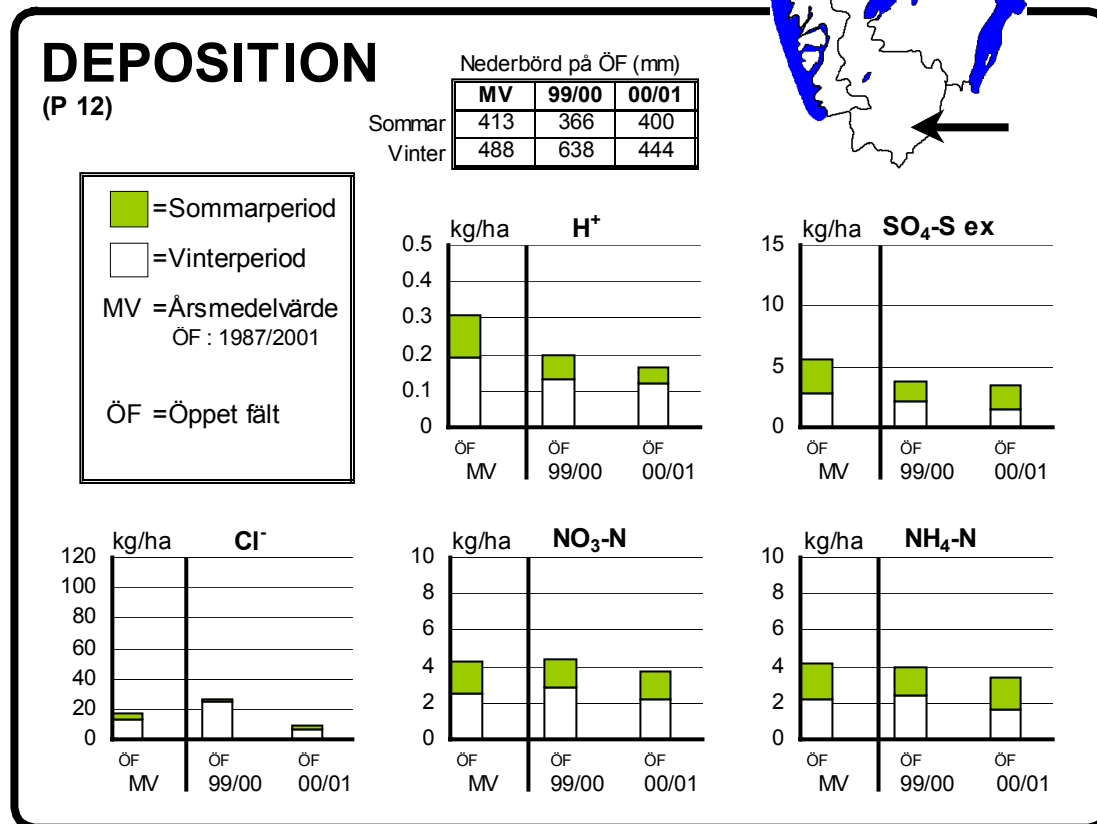 DEPOSITION
(P 12)
Nederbörd på ÖF (mm)
MV 99/00 00/01
Sommar 413 366 400
Vinter 488 638 444
=Sommarperiod
=Vinterperiod
MV =Årsmedelvärde
ÖF : 1987/2001
ÖF =Öppet fält
kg/ha H+
0.5
0.4
0.3
0.2
0.1
0
ÖF ÖF ÖF
MV 99/00 00/01
kg/ha SO4-S ex
15
10
5
0
ÖF ÖF ÖF
MV 99/00 00/01
kg/ha Cl-
120
100
80
60
40
20
0
ÖF ÖF ÖF
MV 99/00 00/01
kg/ha NO3-N
10
8
6
4
2
0
ÖF ÖF ÖF
MV 99/00 00/01
kg/ha NH4-N
10
8
6
4
2
0
ÖF ÖF ÖF
MV 99/00 00/01